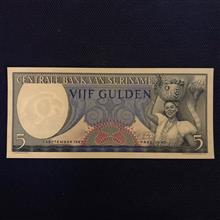 CENTRALE BANK VAN SURINAME
VIJF GULDEN
5 5
1 SEPTEMBER 1963